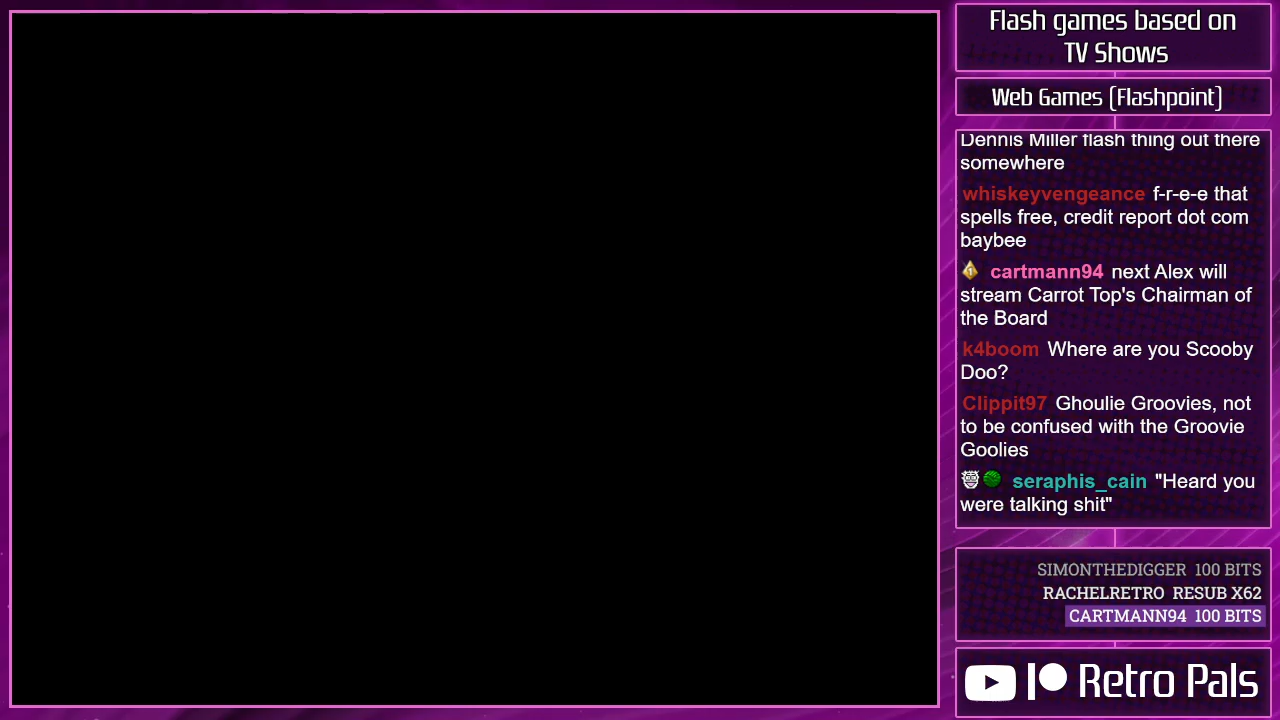 Flash games based on
TV Shows
Web Games (Flashpoint)
Dennis Miller flash thing out there
somewhere
whiskeyvengeance f-r-e-e that
spells free, credit report dot com
baybee
cartmann94 next Alex will
stream Carrot Top's Chairman of
the Board
k4boom Where are you Scooby
Doo?
Clippit97 Ghoulie Groovies, not
to be confused with the Groovie
Goolies
seraphis_cain "Heard you
were talking shit"
SIMONTHEDIGGER 100 BITS
RACHELRETRO RESUB X62
CARTMANN94 100 BITS
Retro Pals